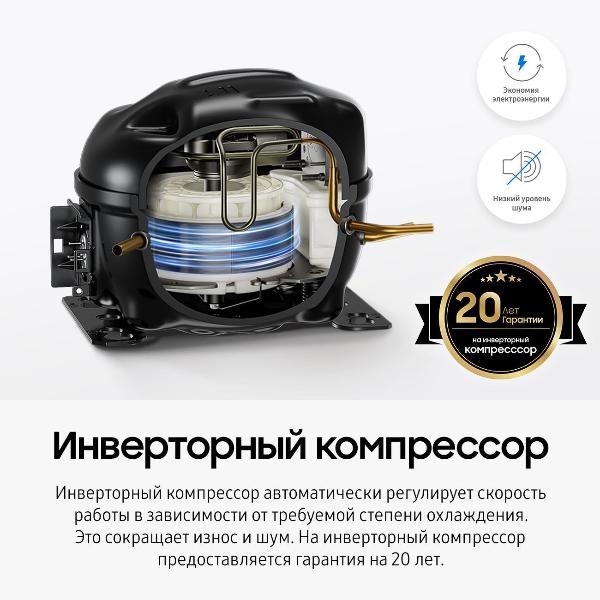 Экономия
электроэнергии
Низкий уровень
шума
20 Лет
Гарантии
на инверторный
компресссор
Инверторный компрессор
Инверторный компрессор автоматически регулирует скорость
работы в зависимости от требуемой степени охлаждения.
Это сокращает износ и шум. На инверторный компрессор
предоставляется гарантия на 20 лет.